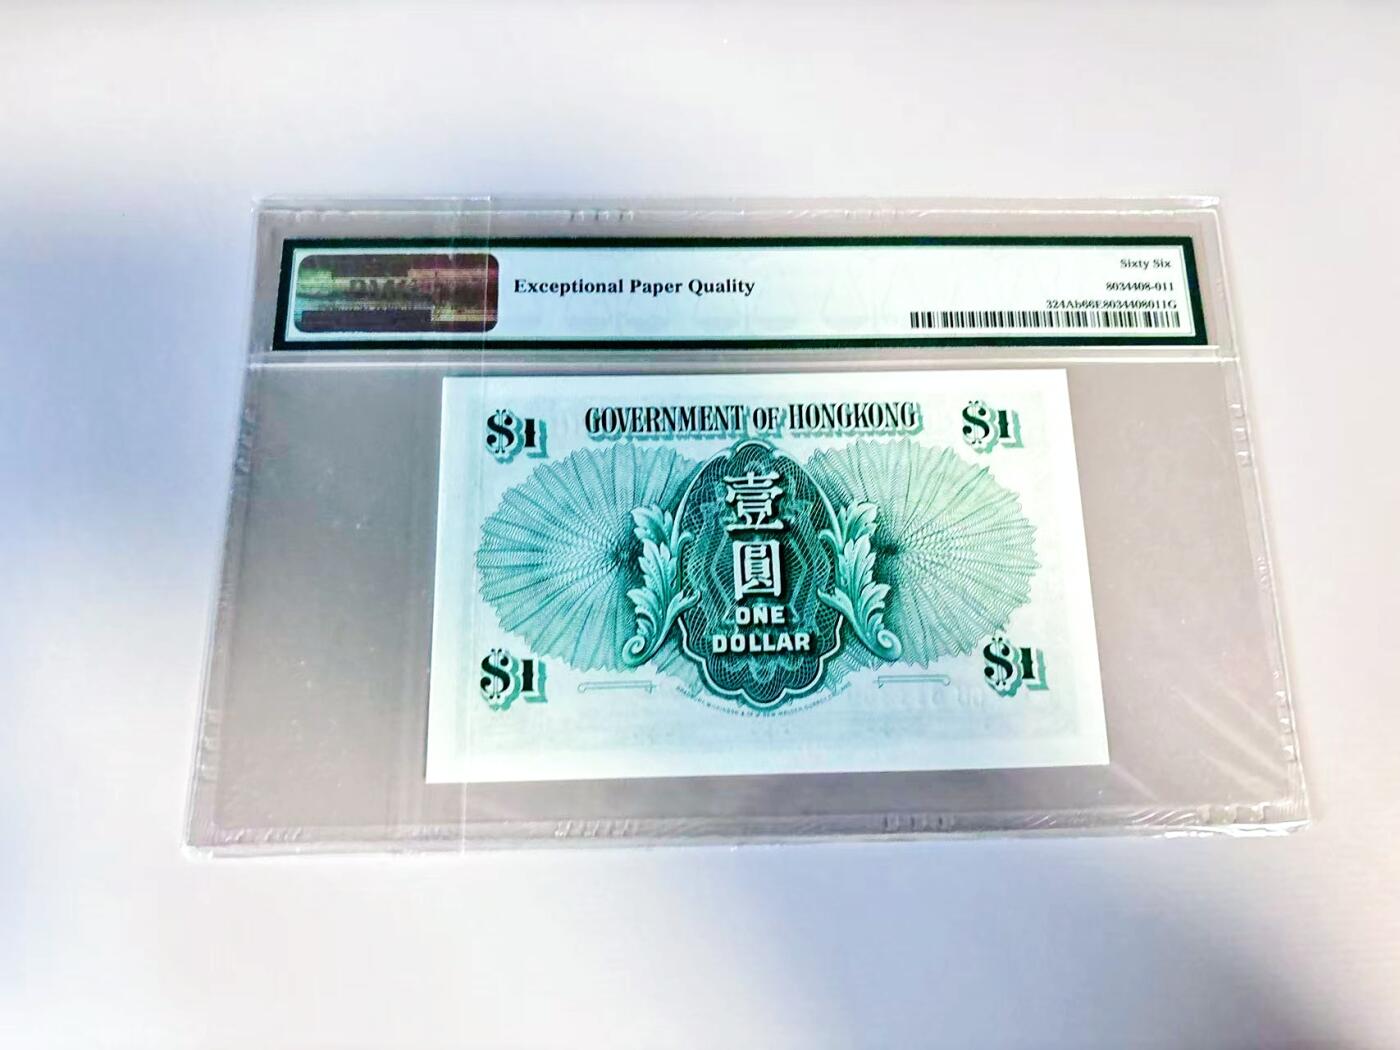 Exceptional Paper Quality
Sixty Six
8034408-011
324Ab66E8034408011G
GOVERNMENT OF HONGKONG
$1
$1
壹
圓
ONE
DOLLAR
$1
$1